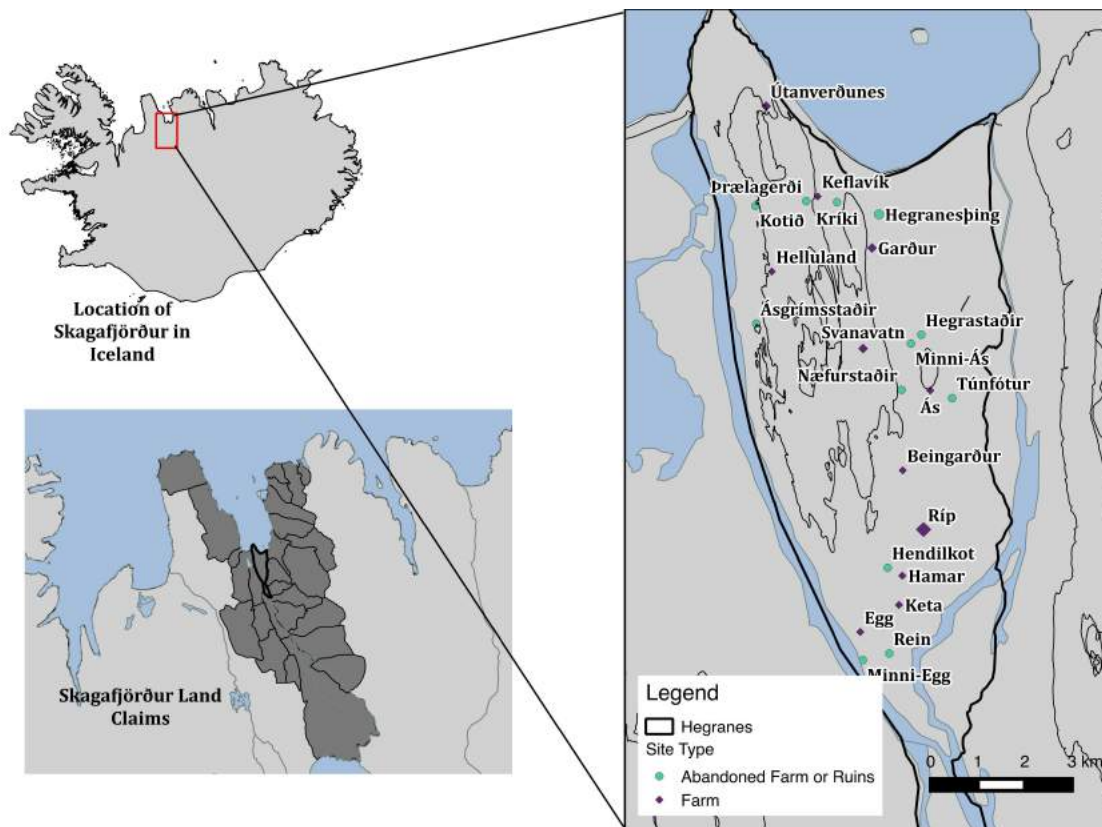 Location of
Skagafjörður in
Iceland
Skagafjörður Land
Claims
Útanverðunes
Þrælagerði
Keflavík
Kotið
Kríki
Hegranesþing
Garður
Helluland
Ásgrímsstaðir
Hegrastaðir
Svanavatn
Minni-Ás
Næfurstaðir
Túnfótur
Ás
Beingarður
Ríp
Hendilkot
Hamar
Keta
Egg
Rein
Minni-Egg
Legend
Hegranes
Site Type
Abandoned Farm or Ruins
Farm
0 1 2 3 km